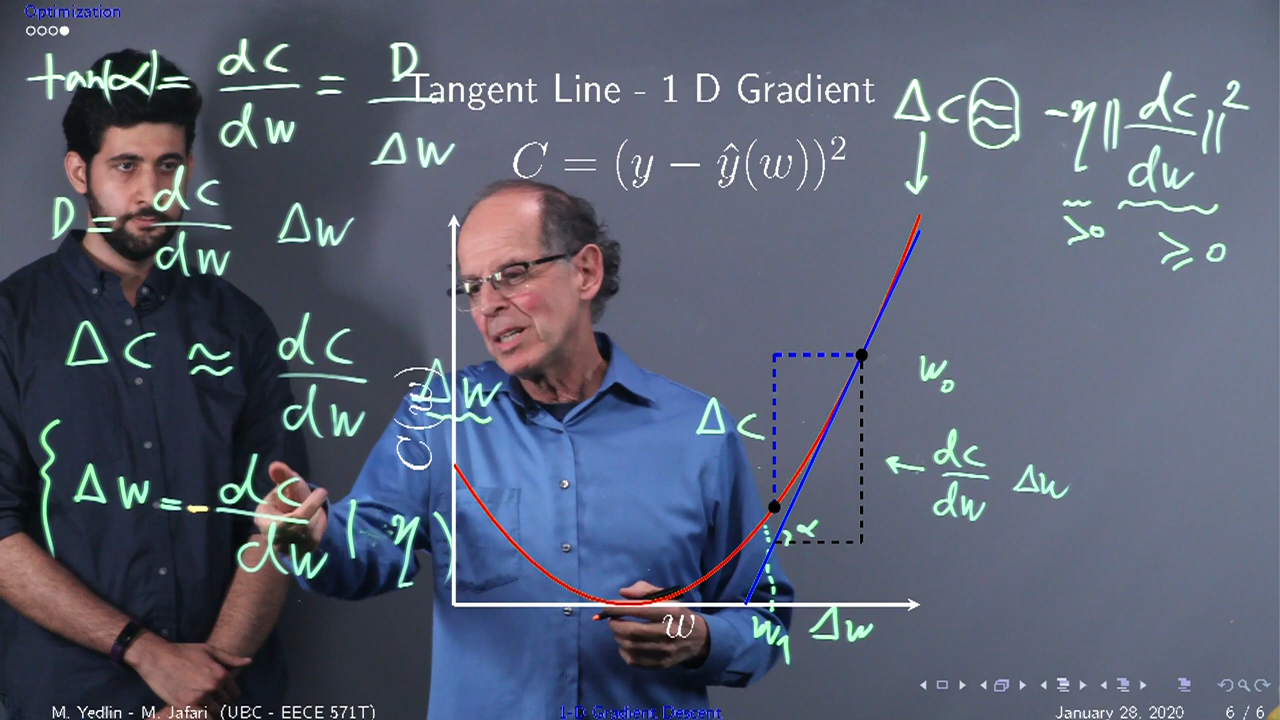 Optimization
Tangent Line - 1 D Gradient
C = (y − ŷ(w))²
tan(α) = dc/dw = D/Δw
D = dc/dw Δw
Δc ≈ dc/dw Δw
{ Δw = - dc/dw | η )
Δc ≈ -η ‖dc/dw‖²
>0 ≥0
C(w)
Δc
w₀
← dc/dw Δw
α
w
w₁ Δw
M. Yedlin - M. Jafari (UBC - EECE 571T)
1-D Gradient Descent
January 28, 2020
6 / 6